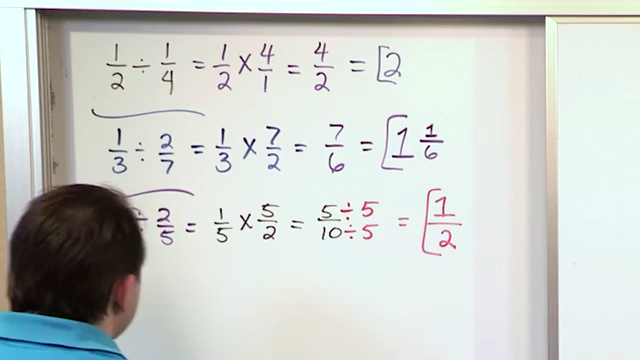 1/2 ÷ 1/4 = 1/2 × 4/1 = 4/2 = [2
1/3 ÷ 2/7 = 1/3 × 7/2 = 7/6 = [1 1/6
÷ 2/5 = 1/5 × 5/2 = 5÷5/10÷5 = [1/2